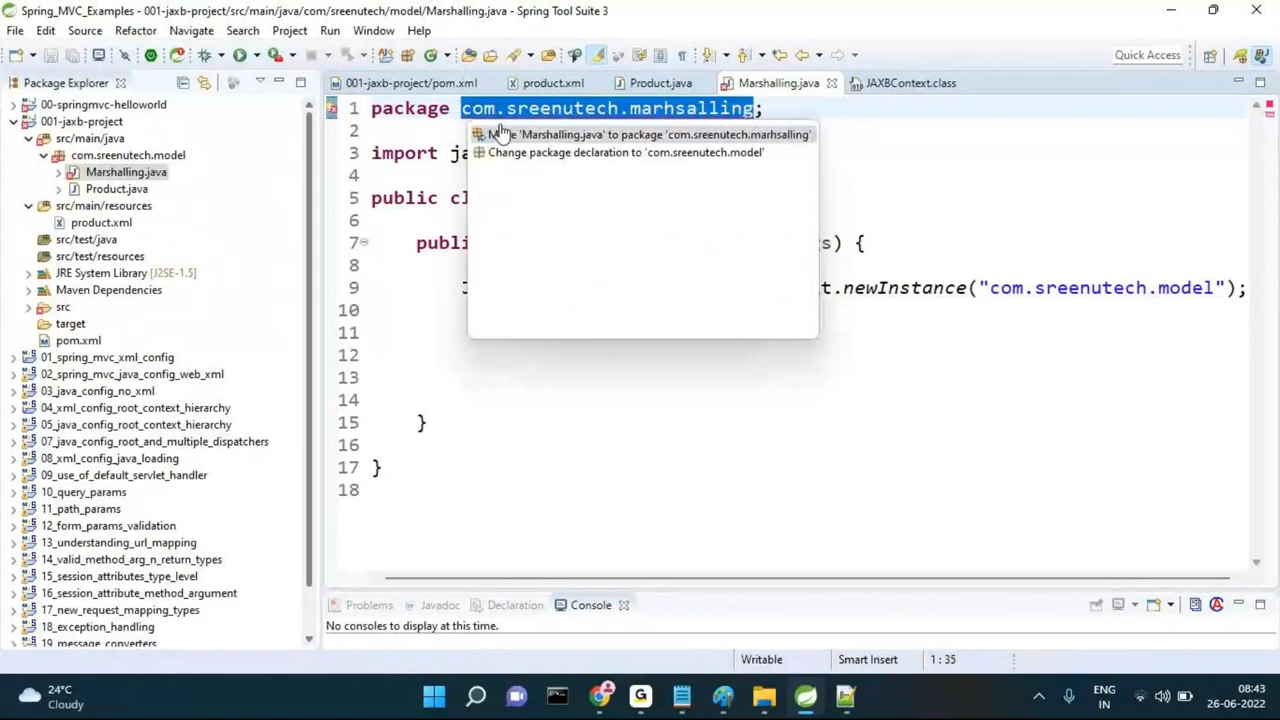 Spring_MVC_Examples - 001-jaxb-project/src/main/java/com/sreenutech/model/Marshalling.java - Spring Tool Suite 3
File Edit Source Refactor Navigate Search Project Run Window Help
Quick Access
Package Explorer
001-jaxb-project/pom.xml product.xml Product.java Marshalling.java JAXBContext.class
00-springmvc-helloworld
001-jaxb-project
src/main/java
com.sreenutech.model
Marshalling.java
Product.java
src/main/resources
product.xml
src/test/java
src/test/resources
JRE System Library [J2SE-1.5]
Maven Dependencies
src
target
pom.xml
01_spring_mvc_xml_config
02_spring_mvc_java_config_web_xml
03_java_config_no_xml
04_xml_config_root_context_hierarchy
05_java_config_root_context_hierarchy
07_java_config_root_and_multiple_dispatchers
08_xml_config_java_loading
09_use_of_default_servlet_handler
10_query_params
11_path_params
12_form_params_validation
13_understanding_url_mapping
14_valid_method_arg_n_return_types
15_session_attributes_type_level
16_session_attribute_method_argument
17_new_request_mapping_types
18_exception_handling
19_message_converters
1 package com.sreenutech.marhsalling;
2
3 import ja
4
5 public cl
6
7 publi s) {
8
9 J t.newInstance("com.sreenutech.model");
10
11
12
13
14
15 }
16
17 }
18
'Marshalling.java' to package 'com.sreenutech.marhsalling'
Change package declaration to 'com.sreenutech.model'
Problems Javadoc Declaration Console
No consoles to display at this time.
Writable Smart Insert 1 : 35
24°C
Cloudy
ENG
IN
08:43
26-06-2022